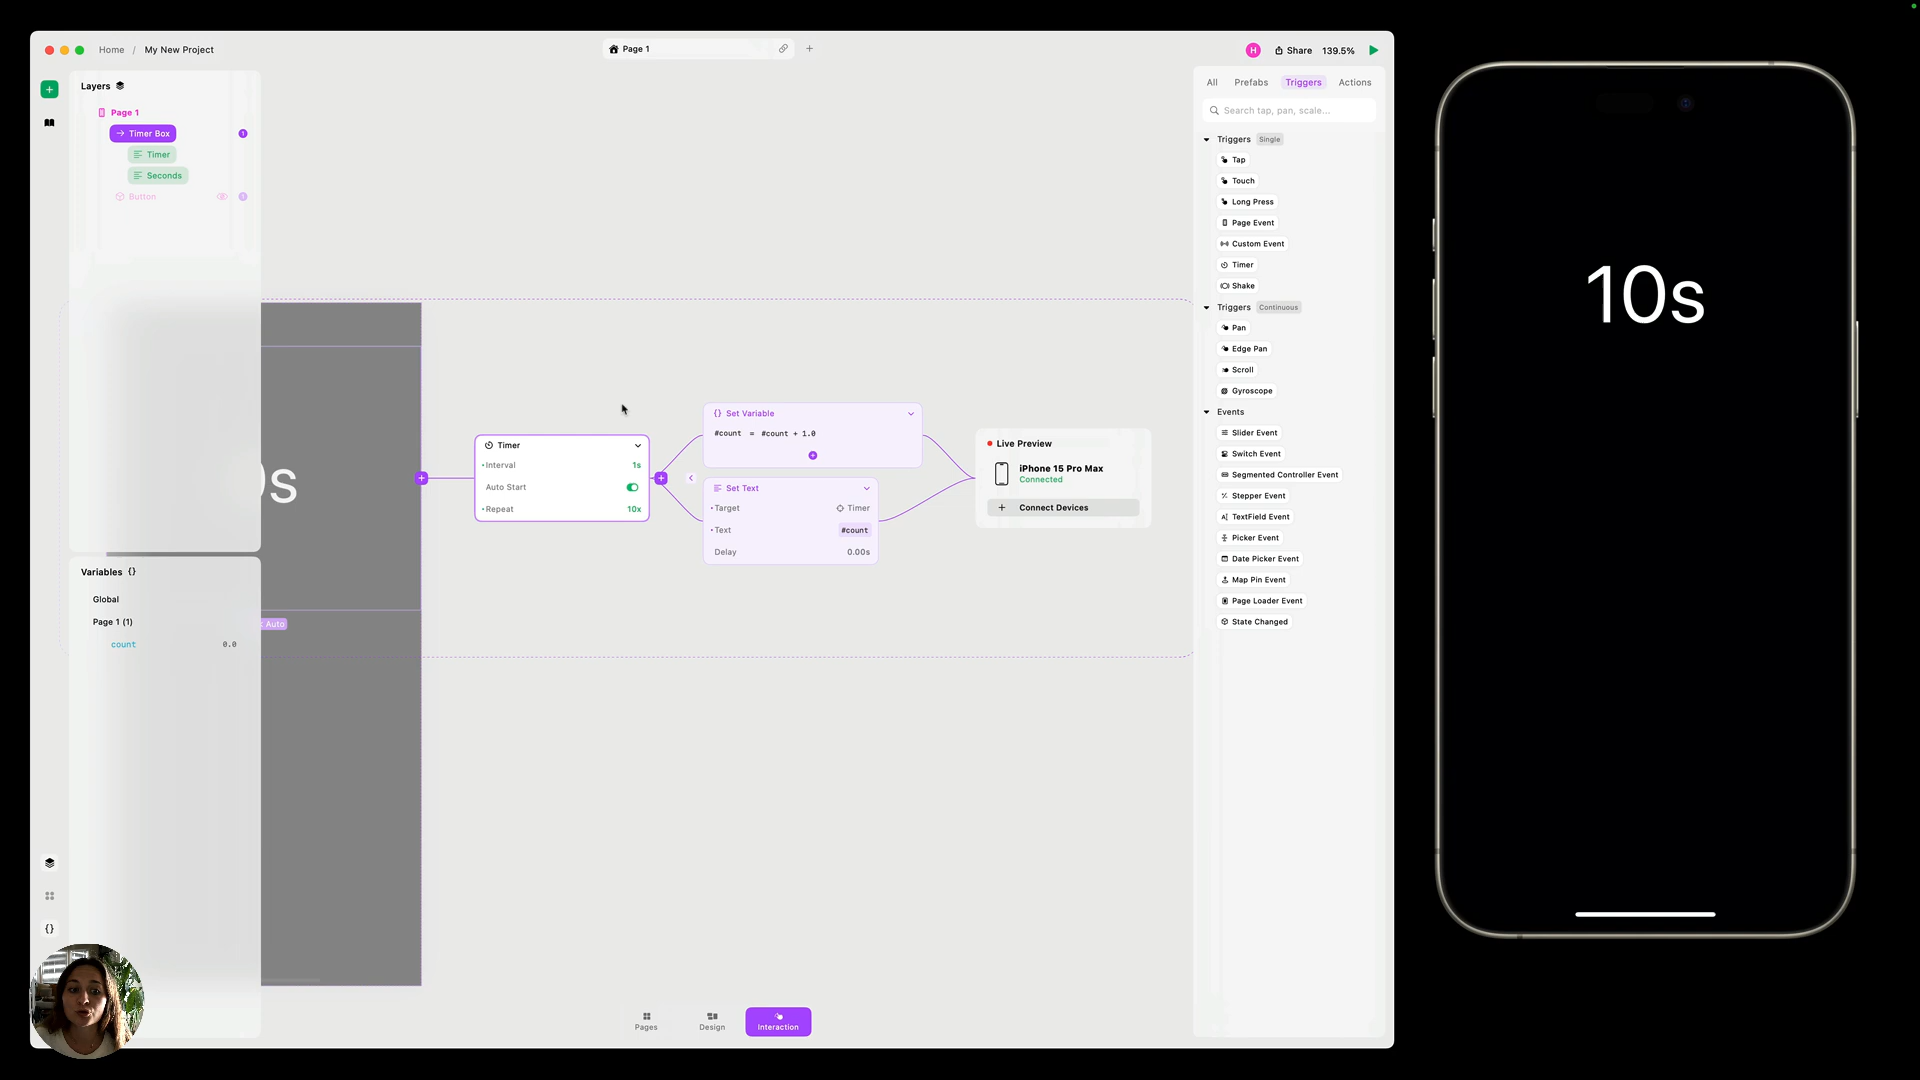 Home / My New Project
Page 1
H
Share
139.5%
Layers
Page 1
Timer Box
Timer
Seconds
Button
Variables {}
Global
Page 1 (1)
count 0.0
{}
0s
: Auto
Timer
Interval 1s
Auto Start
Repeat 10x
{} Set Variable
#count = #count + 1.0
Set Text
Target Timer
Text #count
Delay 0.00s
Live Preview
iPhone 15 Pro Max
Connected
+ Connect Devices
Pages
Design
Interaction
All Prefabs Triggers Actions
Search tap, pan, scale...
Triggers Single
Tap
Touch
Long Press
Page Event
Custom Event
Timer
Shake
Triggers Continuous
Pan
Edge Pan
Scroll
Gyroscope
Events
Slider Event
Switch Event
Segmented Controller Event
Stepper Event
TextField Event
Picker Event
Date Picker Event
Map Pin Event
Page Loader Event
State Changed
10s